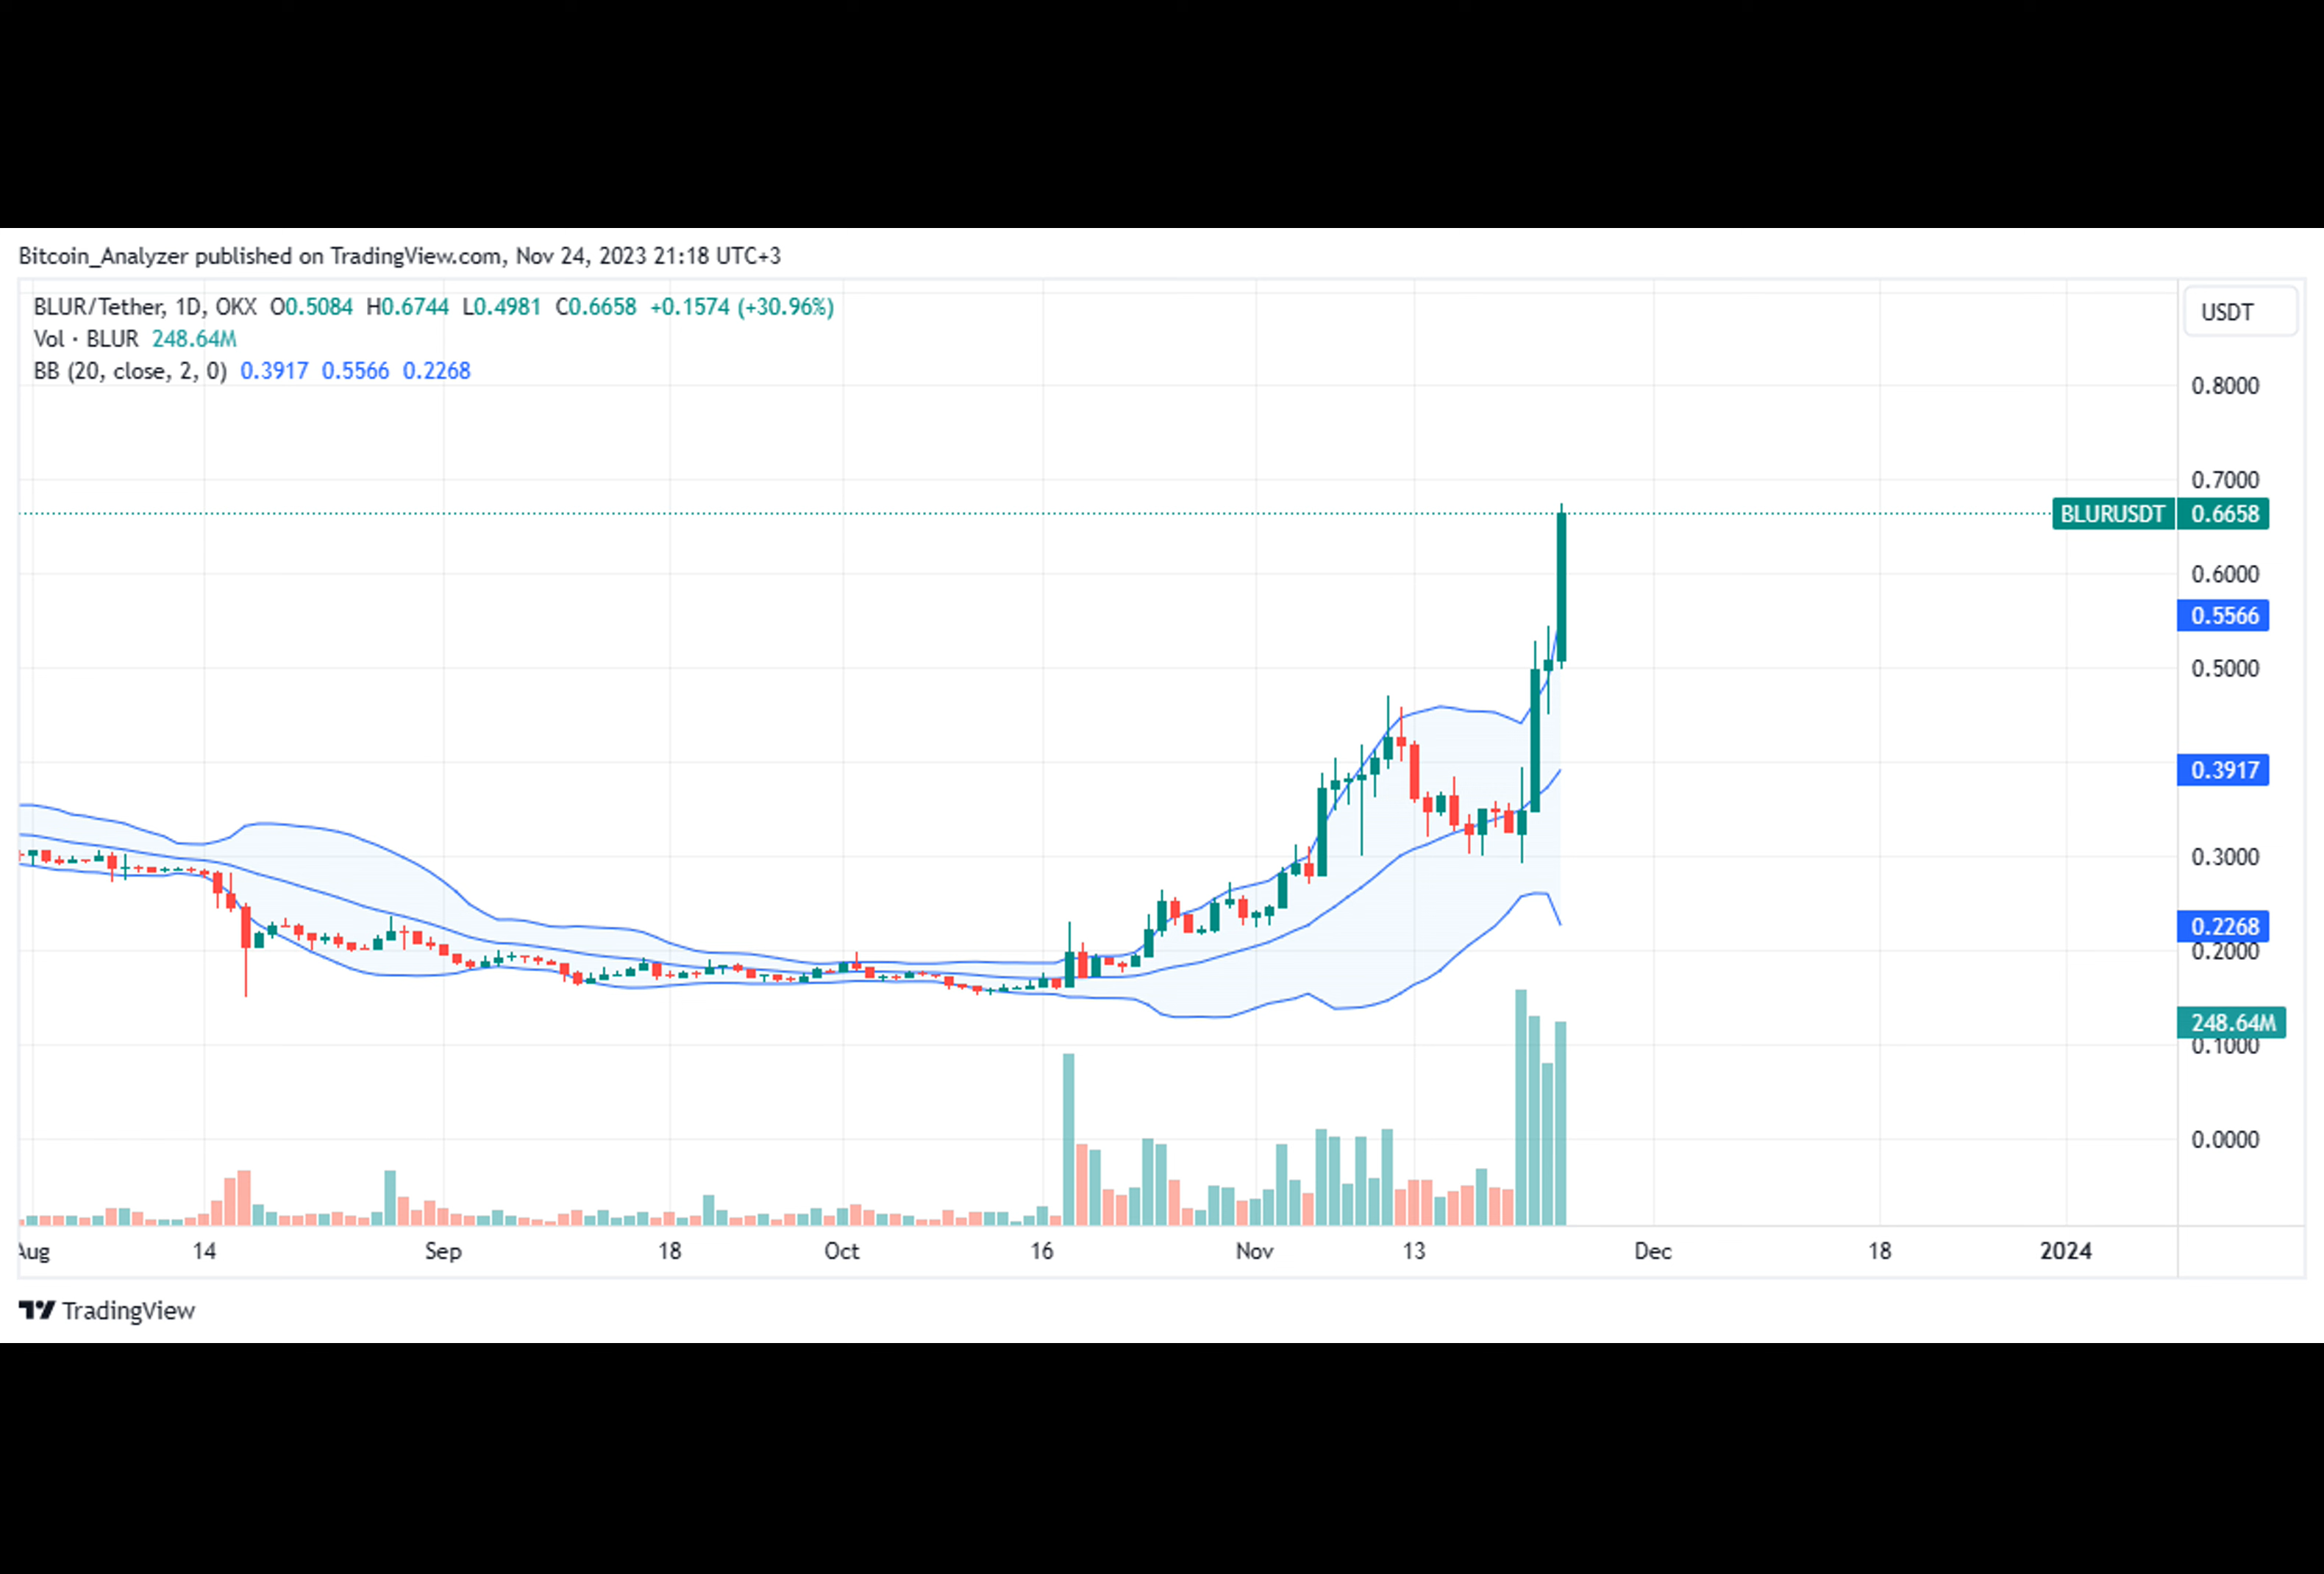 Bitcoin_Analyzer published on TradingView.com, Nov 24, 2023 21:18 UTC+3
BLUR/Tether, 1D, OKX O0.5084 H0.6744 L0.4981 C0.6658 +0.1574 (+30.96%)
Vol · BLUR 248.64M
BB (20, close, 2, 0) 0.3917 0.5566 0.2268
USDT
0.8000
0.7000
BLURUSDT 0.6658
0.6000
0.5566
0.5000
0.3917
0.3000
0.2268
0.2000
248.64M
0.1000
0.0000
Aug 14 Sep 18 Oct 16 Nov 13 Dec 18 2024
TradingView